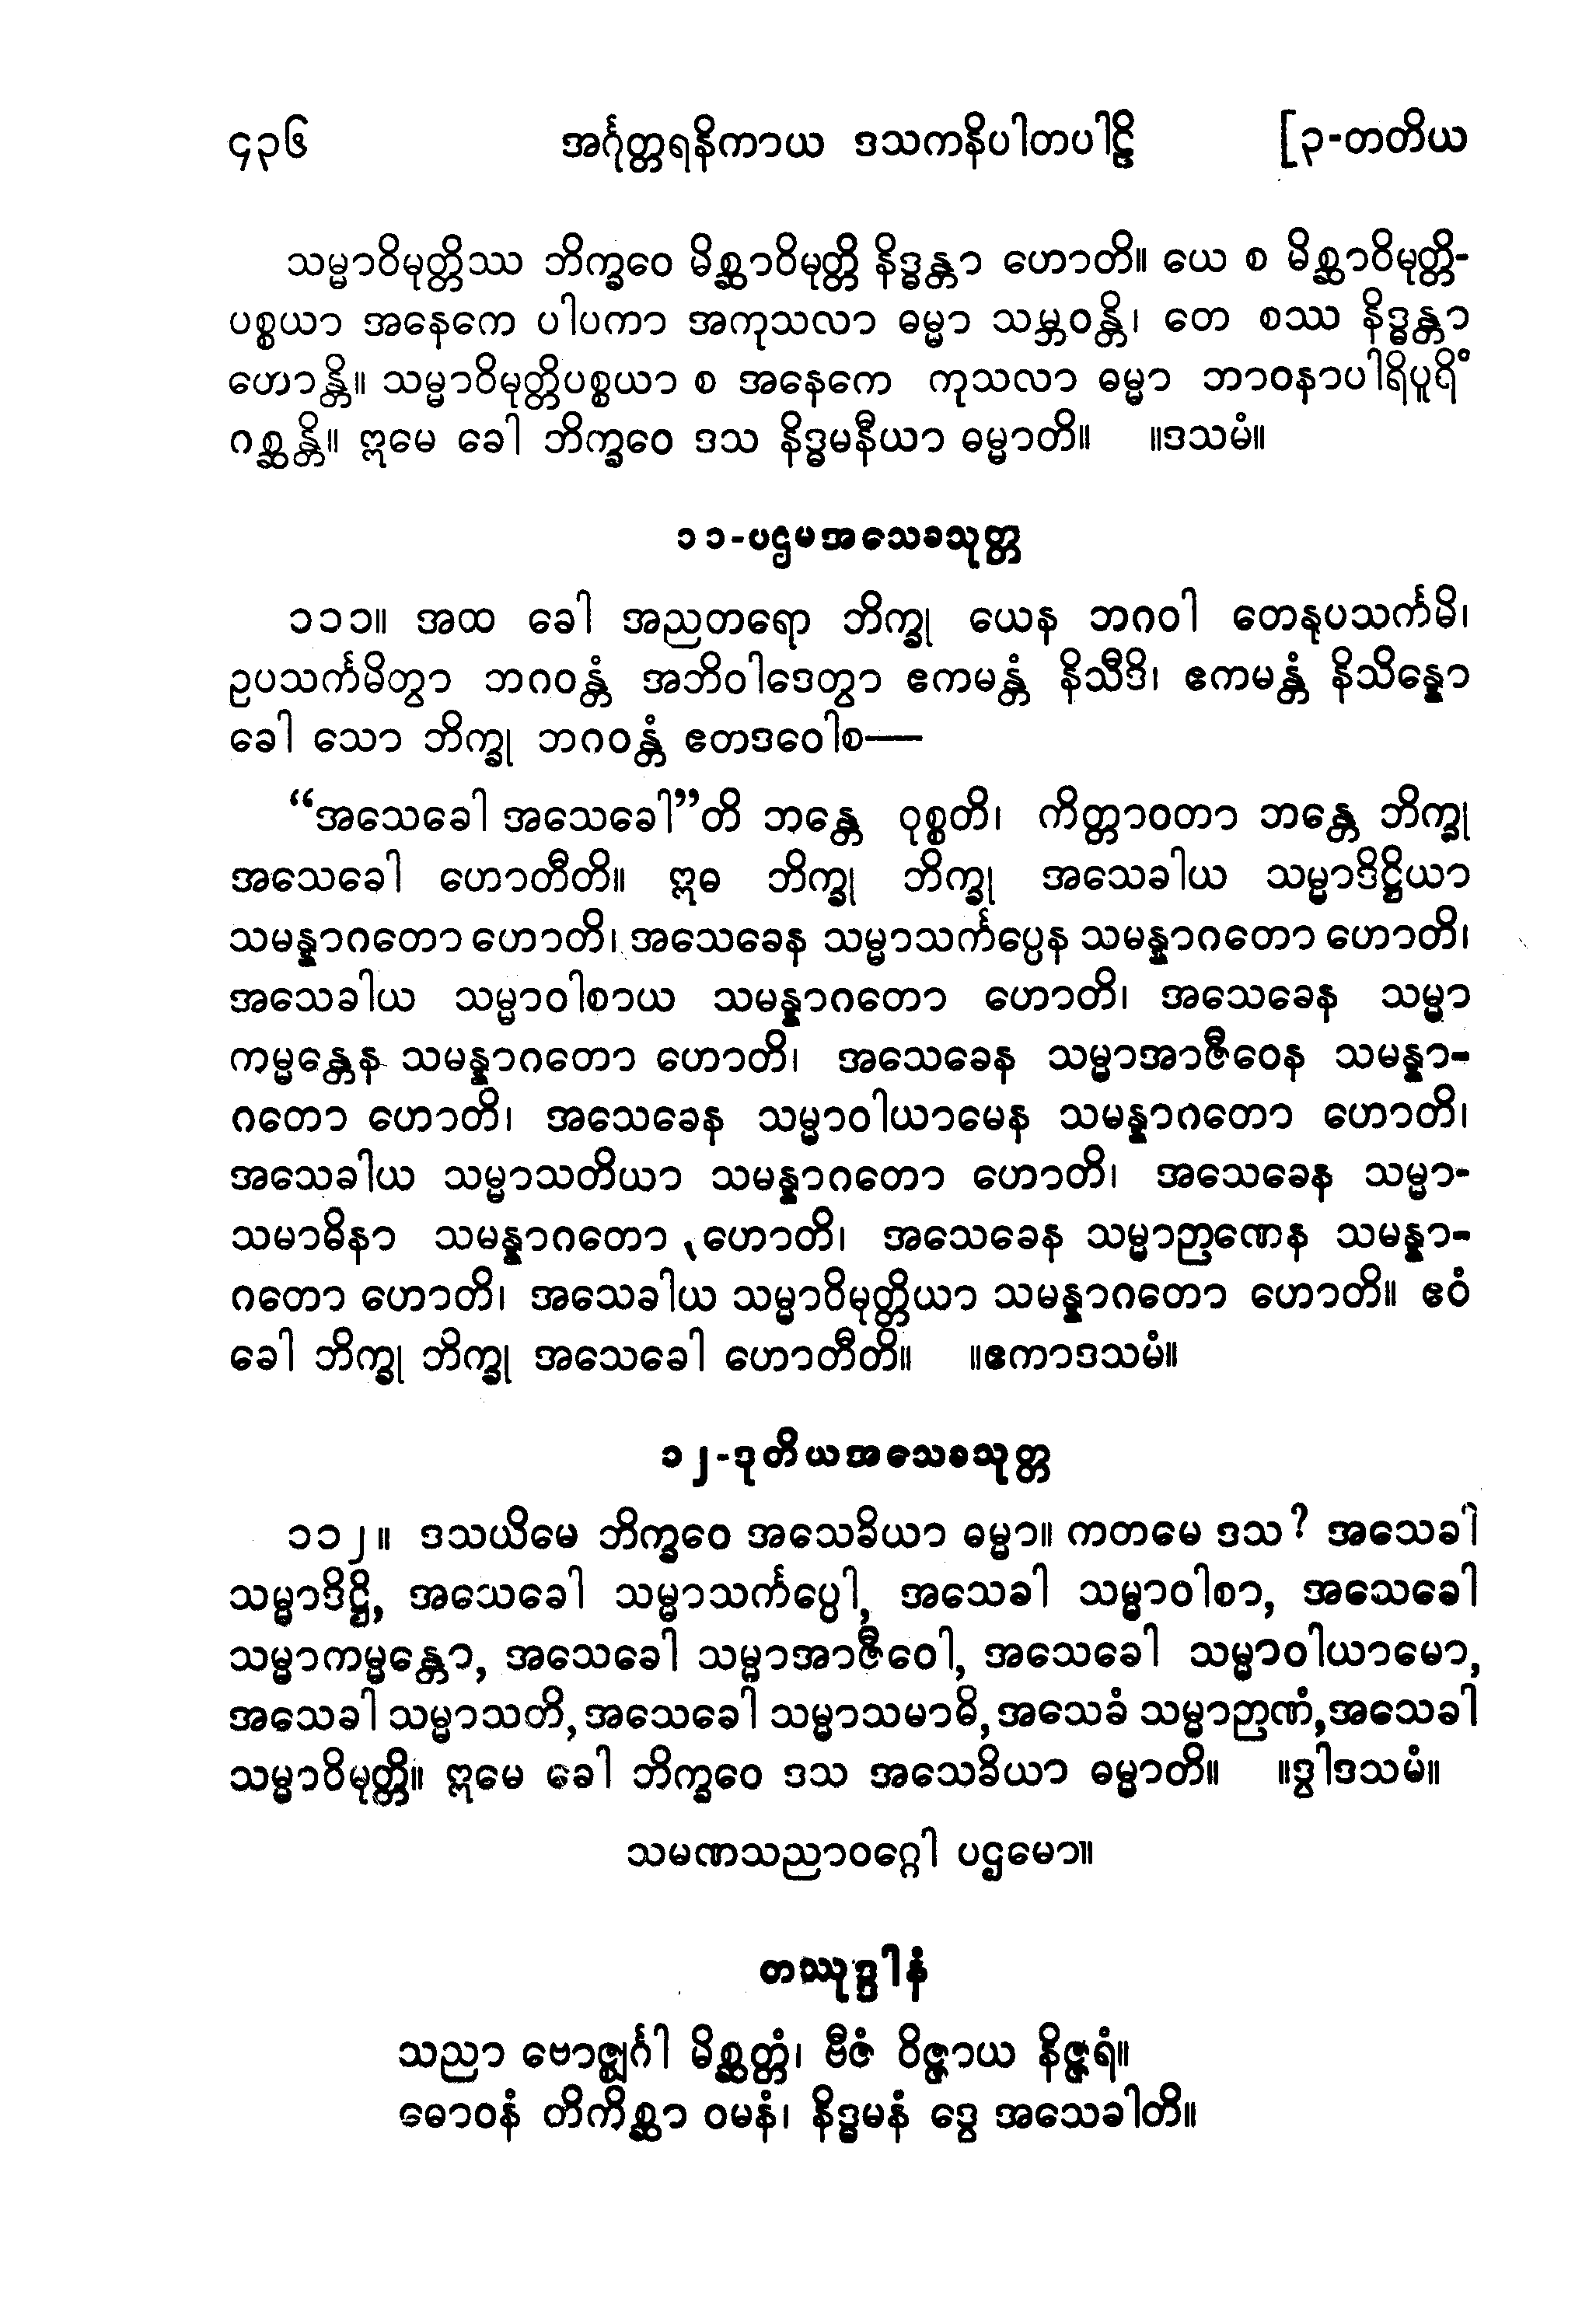 ၄၃၆ အင်္ဂုတ္တရနိကာယ ဒသကနိပါတပါဠိ [၃-တတိယ
သမ္မာဝိမုတ္တိဿ ဘိက္ခဝေ မိစ္ဆာဝိမုတ္တိ နိဒ္ဓန္တာ ဟောတိ။ ယေ စ မိစ္ဆာဝိမုတ္တိ-
ပစ္စယာ အနေကေ ပါပကာ အကုသလာ ဓမ္မာ သမ္ဘဝန္တိ၊ တေ စဿ နိဒ္ဓန္တာ
ဟောန္တိ။ သမ္မာဝိမုတ္တိပစ္စယာ စ အနေကေ ကုသလာ ဓမ္မာ ဘာဝနာပါရိပူရိံ
ဂစ္ဆန္တိ။ ဣမေ ခေါ ဘိက္ခဝေ ဒသ နိဒ္ဓမနီယာ ဓမ္မာတိ။ ။ဒသမံ။
၁၁-ပဌမအသေခသုတ္တ
၁၁၁။ အထ ခေါ အညတရော ဘိက္ခု ယေန ဘဂဝါ တေနုပသင်္ကမိ၊
ဥပသင်္ကမိတွာ ဘဂဝန္တံ အဘိဝါဒေတွာ ဧကမန္တံ နိသီဒိ၊ ဧကမန္တံ နိသိန္နော
ခေါ သော ဘိက္ခု ဘဂဝန္တံ ဧတဒဝေါစ—
“အသေခေါ အသေခေါ”တိ ဘန္တေ ဝုစ္စတိ၊ ကိတ္တာဝတာ ဘန္တေ ဘိက္ခု
အသေခေါ ဟောတီတိ။ ဣဓ ဘိက္ခု ဘိက္ခု အသေခါယ သမ္မာဒိဋ္ဌိယာ
သမန္နာဂတော ဟောတိ၊ အသေခေန သမ္မာသင်္ကပ္ပေန သမန္နာဂတော ဟောတိ၊
အသေခါယ သမ္မာဝါစာယ သမန္နာဂတော ဟောတိ၊ အသေခေန သမ္မာ
ကမ္မန္တေန သမန္နာဂတော ဟောတိ၊ အသေခေန သမ္မာအာဇီဝေန သမန္နာ-
ဂတော ဟောတိ၊ အသေခေန သမ္မာဝါယာမေန သမန္နာဂတော ဟောတိ၊
အသေခါယ သမ္မာသတိယာ သမန္နာဂတော ဟောတိ၊ အသေခေန သမ္မာ-
သမာဓိနာ သမန္နာဂတော ဟောတိ၊ အသေခေန သမ္မာဉာဏေန သမန္နာ-
ဂတော ဟောတိ၊ အသေခါယ သမ္မာဝိမုတ္တိယာ သမန္နာဂတော ဟောတိ။ ဧဝံ
ခေါ ဘိက္ခု ဘိက္ခု အသေခေါ ဟောတီတိ။ ။ဧကာဒသမံ။
၁၂-ဒုတိယအသေခသုတ္တ
၁၁၂။ ဒသယိမေ ဘိက္ခဝေ အသေခိယာ ဓမ္မာ။ ကတမေ ဒသ? အသေခါ
သမ္မာဒိဋ္ဌိ, အသေခေါ သမ္မာသင်္ကပ္ပေါ, အသေခါ သမ္မာဝါစာ, အသေခေါ
သမ္မာကမ္မန္တော, အသေခေါ သမ္မာအာဇီဝေါ, အသေခေါ သမ္မာဝါယာမော,
အသေခါ သမ္မာသတိ, အသေခေါ သမ္မာသမာဓိ, အသေခံ သမ္မာဉာဏံ, အသေခါ
သမ္မာဝိမုတ္တိ။ ဣမေ ခေါ ဘိက္ခဝေ ဒသ အသေခိယာ ဓမ္မာတိ။ ။ဒွါဒသမံ။
သမဏသညာဝဂ္ဂေါ ပဌမော။
တဿုဒ္ဒါနံ
သညာ ဗောဇ္ဈင်္ဂါ မိစ္ဆတ္တံ၊ ဗီဇံ ဝိဇ္ဇာယ နိဇ္ဇရံ။
ဓောဝနံ တိကိစ္ဆာ ဝမနံ၊ နိဒ္ဓမနံ ဒွေ အသေခါတိ။